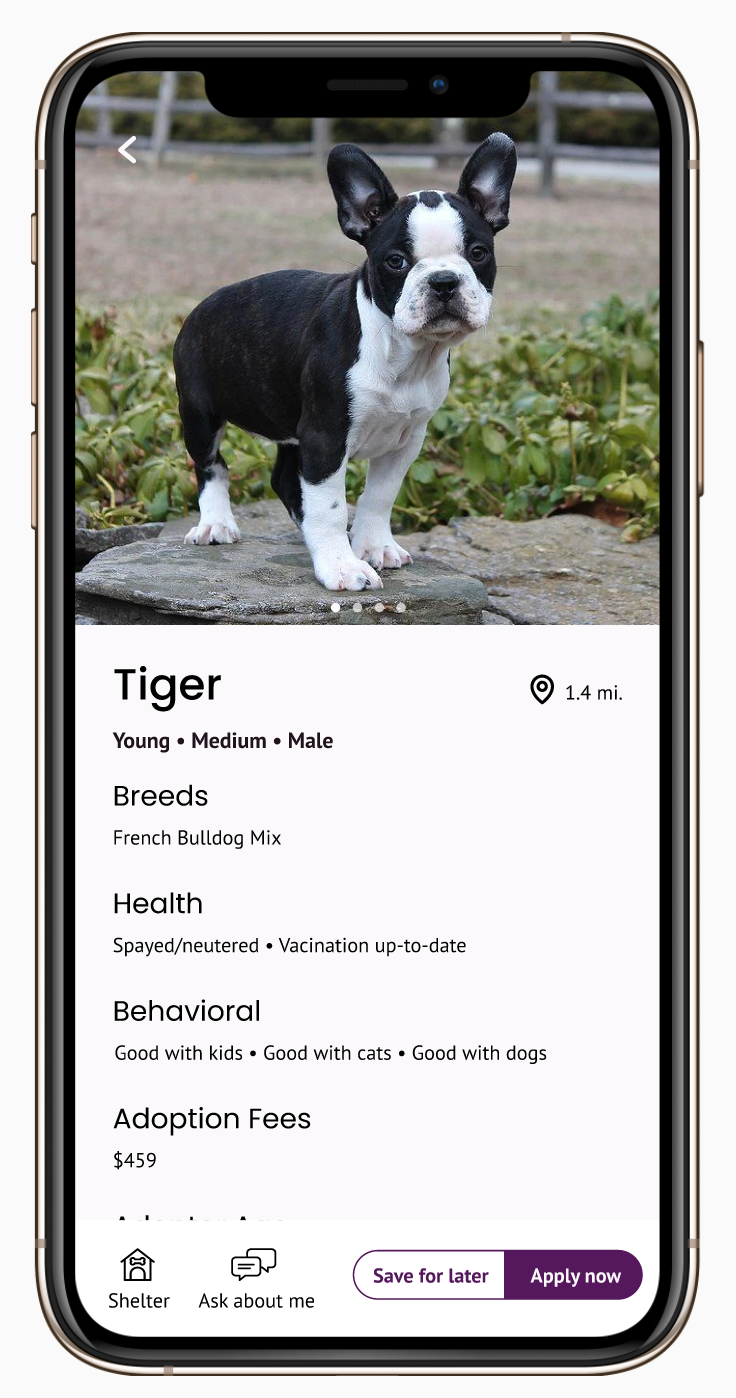 Tiger
1.4 mi.
Young • Medium • Male
Breeds
French Bulldog Mix
Health
Spayed/neutered • Vacination up-to-date
Behavioral
Good with kids • Good with cats • Good with dogs
Adoption Fees
$459
Shelter
Ask about me
Save for later
Apply now